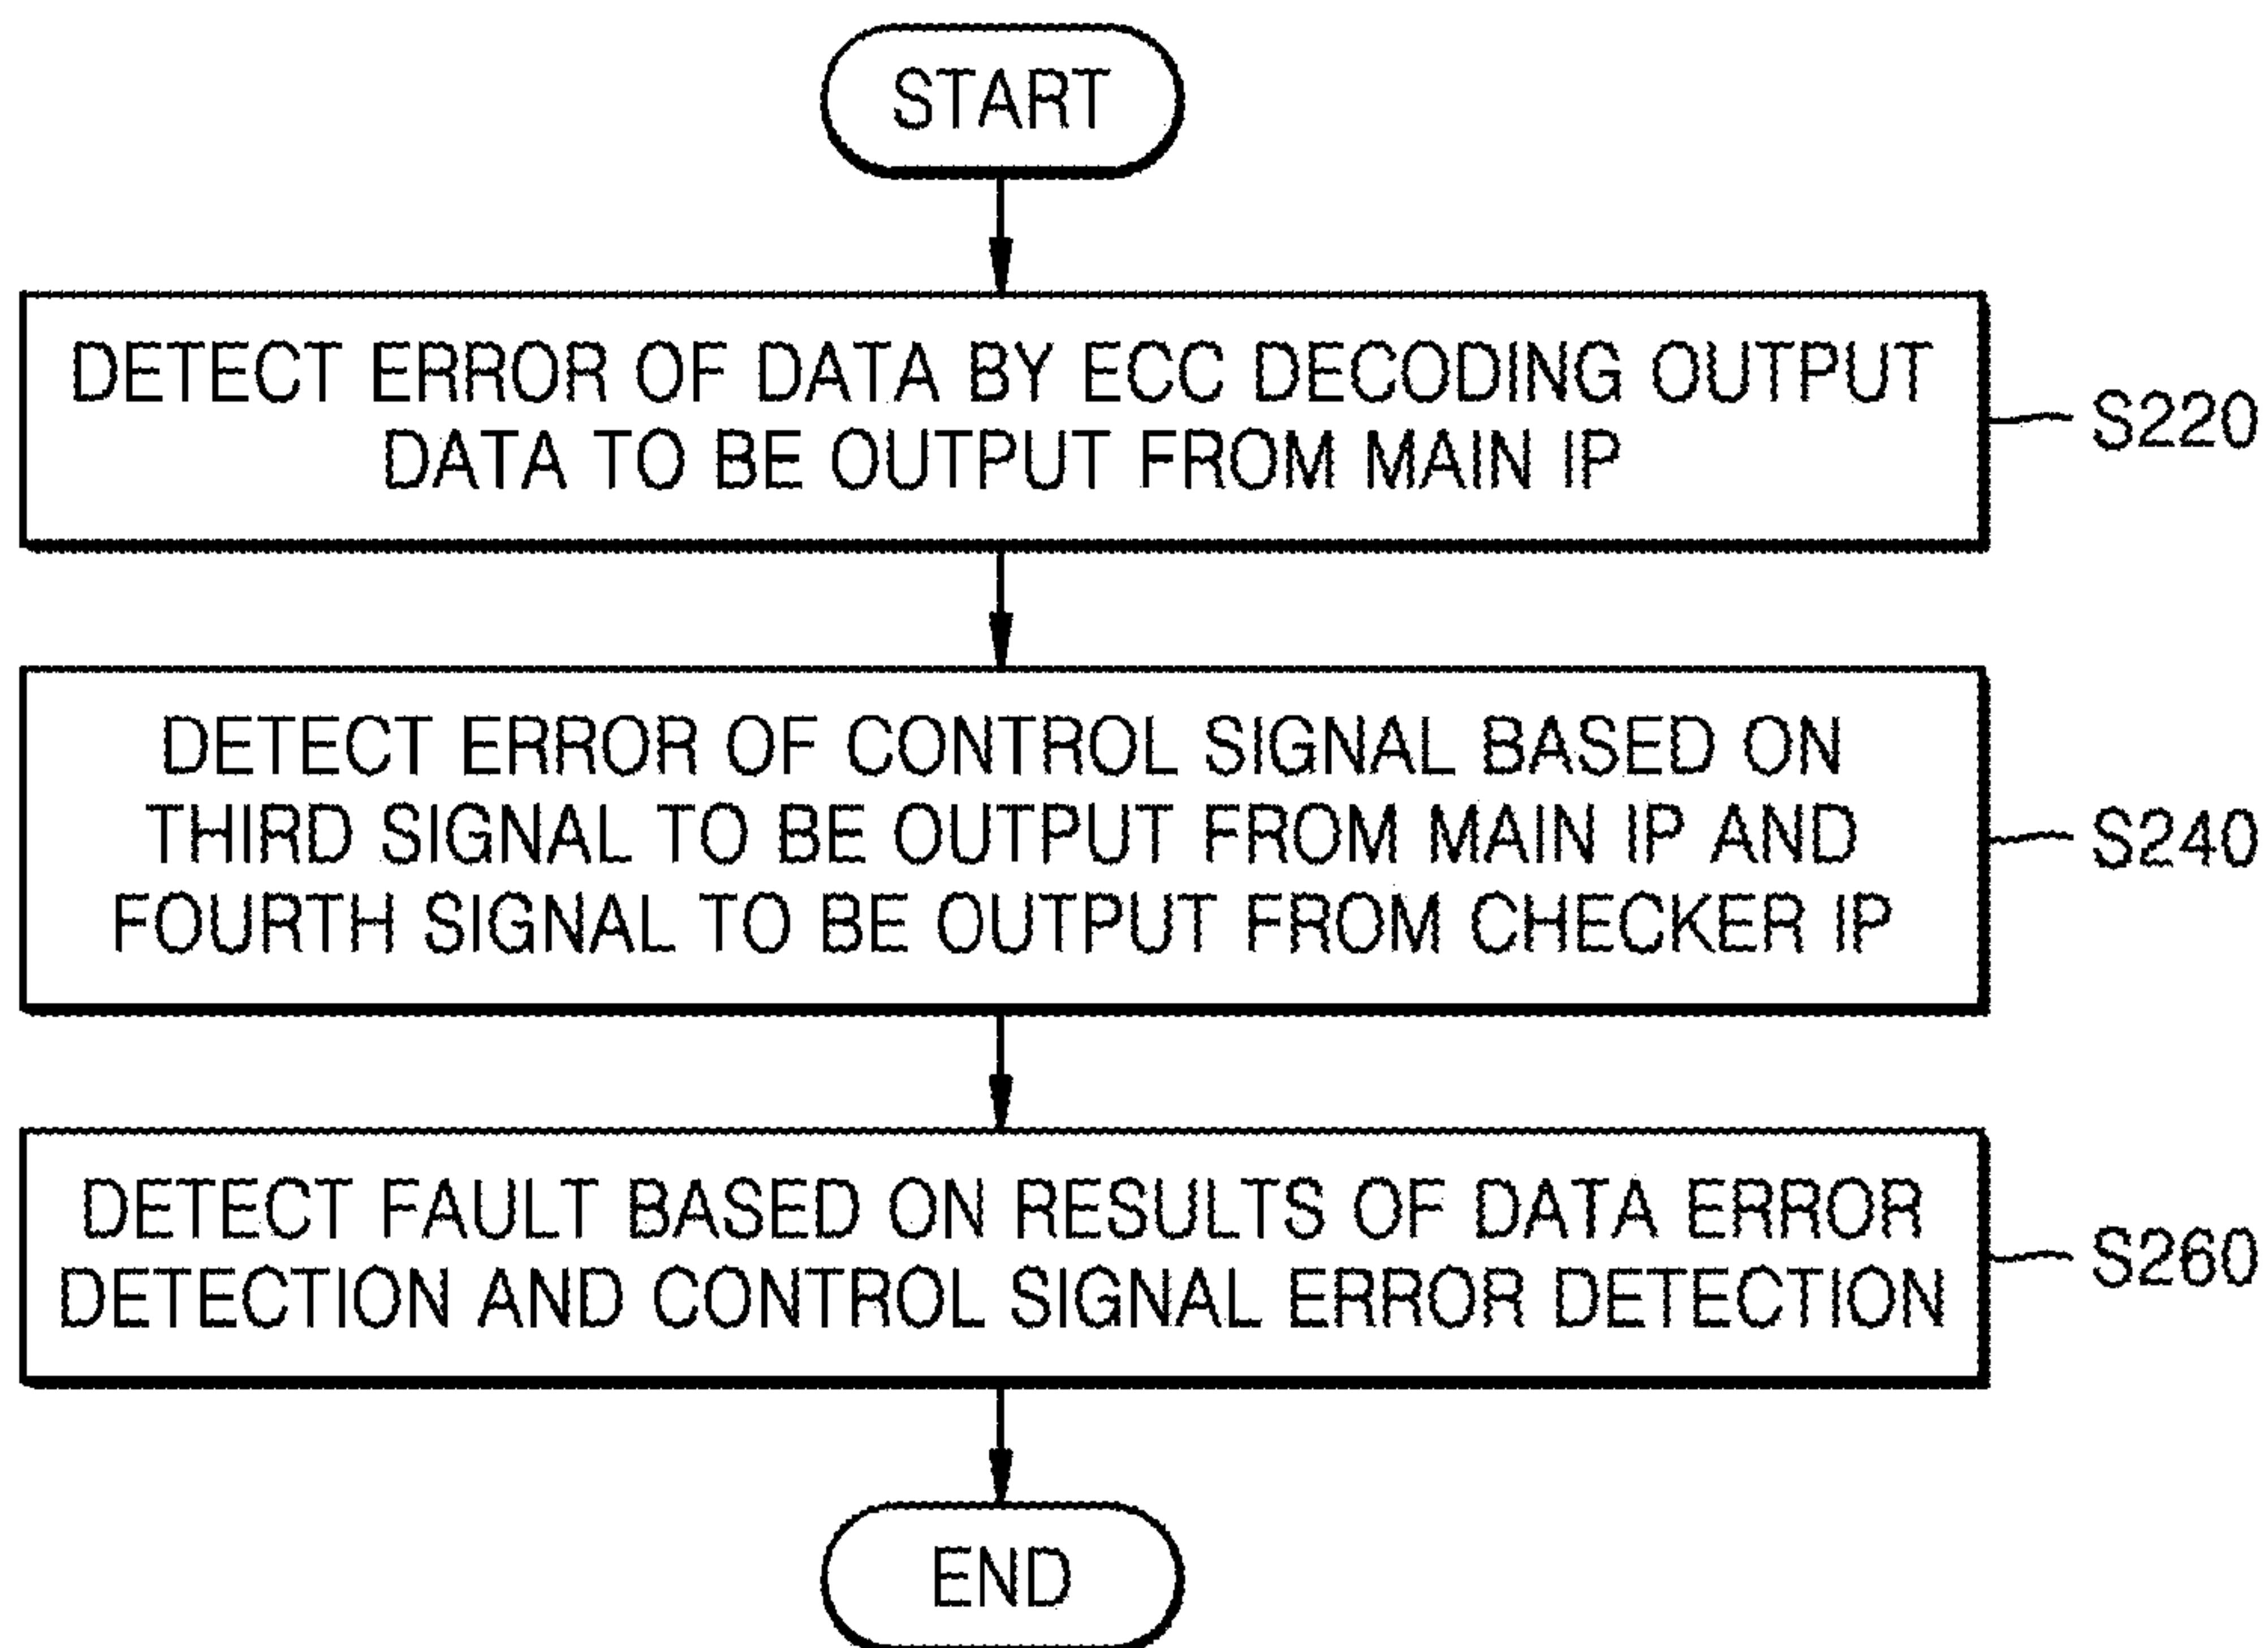 START
DETECT ERROR OF DATA BY ECC DECODING OUTPUT
DATA TO BE OUTPUT FROM MAIN IP
S220
DETECT ERROR OF CONTROL SIGNAL BASED ON
THIRD SIGNAL TO BE OUTPUT FROM MAIN IP AND
FOURTH SIGNAL TO BE OUTPUT FROM CHECKER IP
S240
DETECT FAULT BASED ON RESULTS OF DATA ERROR
DETECTION AND CONTROL SIGNAL ERROR DETECTION
S260
END